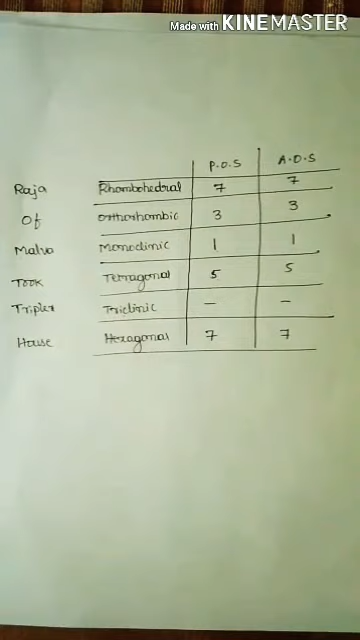 Made with KINEMASTER
P.O.S A.O.S
Raja Rhombohedral 7 7
Of Orthorhombic 3 3
Maha Monoclinic 1 1
Took Tetragonal 5 5
Tripler Triclinic — —
House Hexagonal 7 7